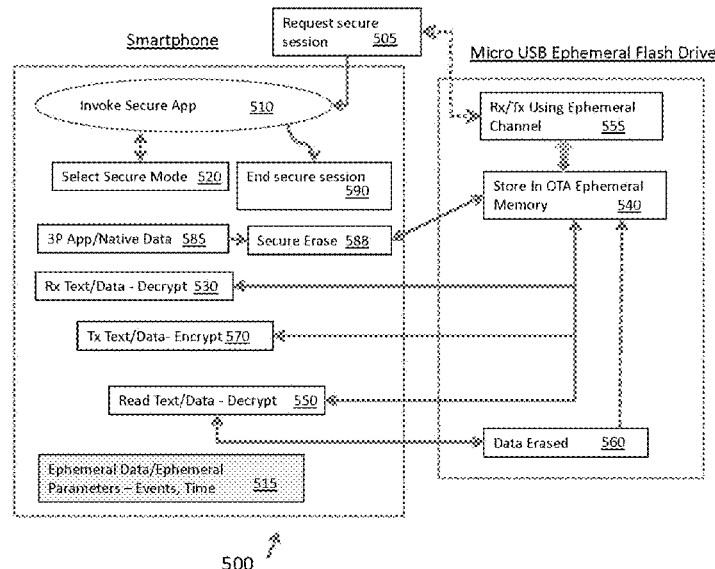 Request secure
session 505
Smartphone
Micro USB Ephemeral Flash Drive
Invoke Secure App 510
Rx/Tx Using Ephemeral
Channel 555
Select Secure Mode 520
End secure session
590
Store In OTA Ephemeral
Memory 540
3P App/Native Data 585
Secure Erase 588
Rx Text/Data - Decrypt 530
Tx Text/Data- Encrypt 570
Read Text/Data - Decrypt 550
Data Erased 560
Ephemeral Data/Ephemeral
Parameters – Events, Time 515
500